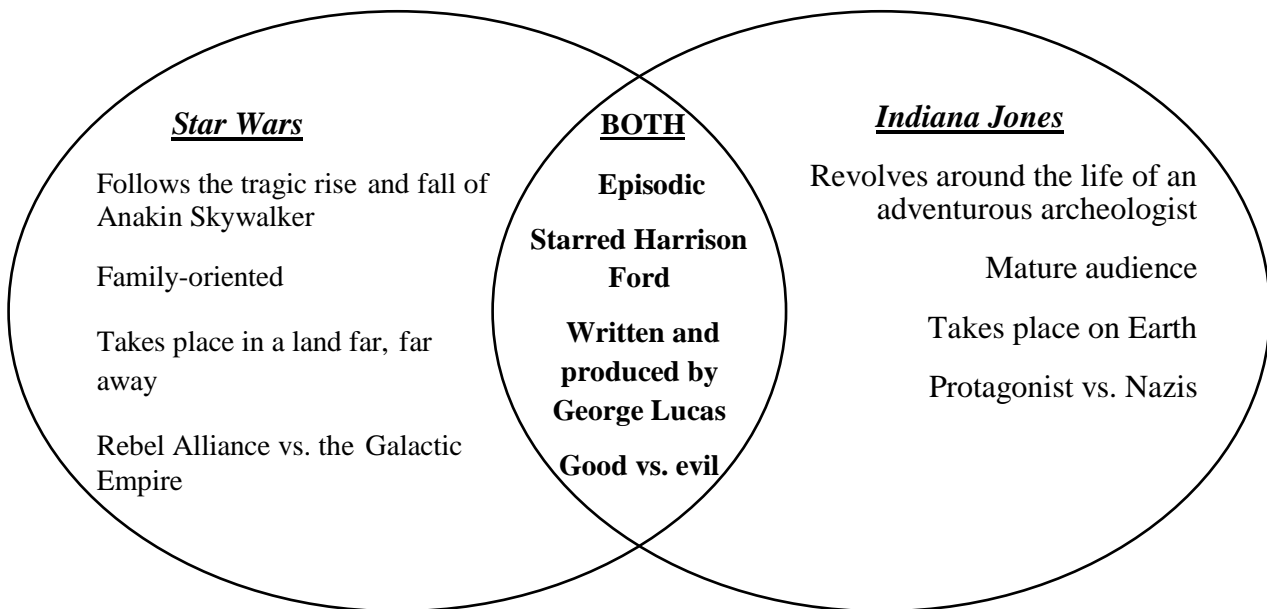 Star Wars
Follows the tragic rise and fall of
Anakin Skywalker
Family-oriented
Takes place in a land far, far
away
Rebel Alliance vs. the Galactic
Empire
BOTH
Episodic
Starred Harrison
Ford
Written and
produced by
George Lucas
Good vs. evil
Indiana Jones
Revolves around the life of an
adventurous archeologist
Mature audience
Takes place on Earth
Protagonist vs. Nazis